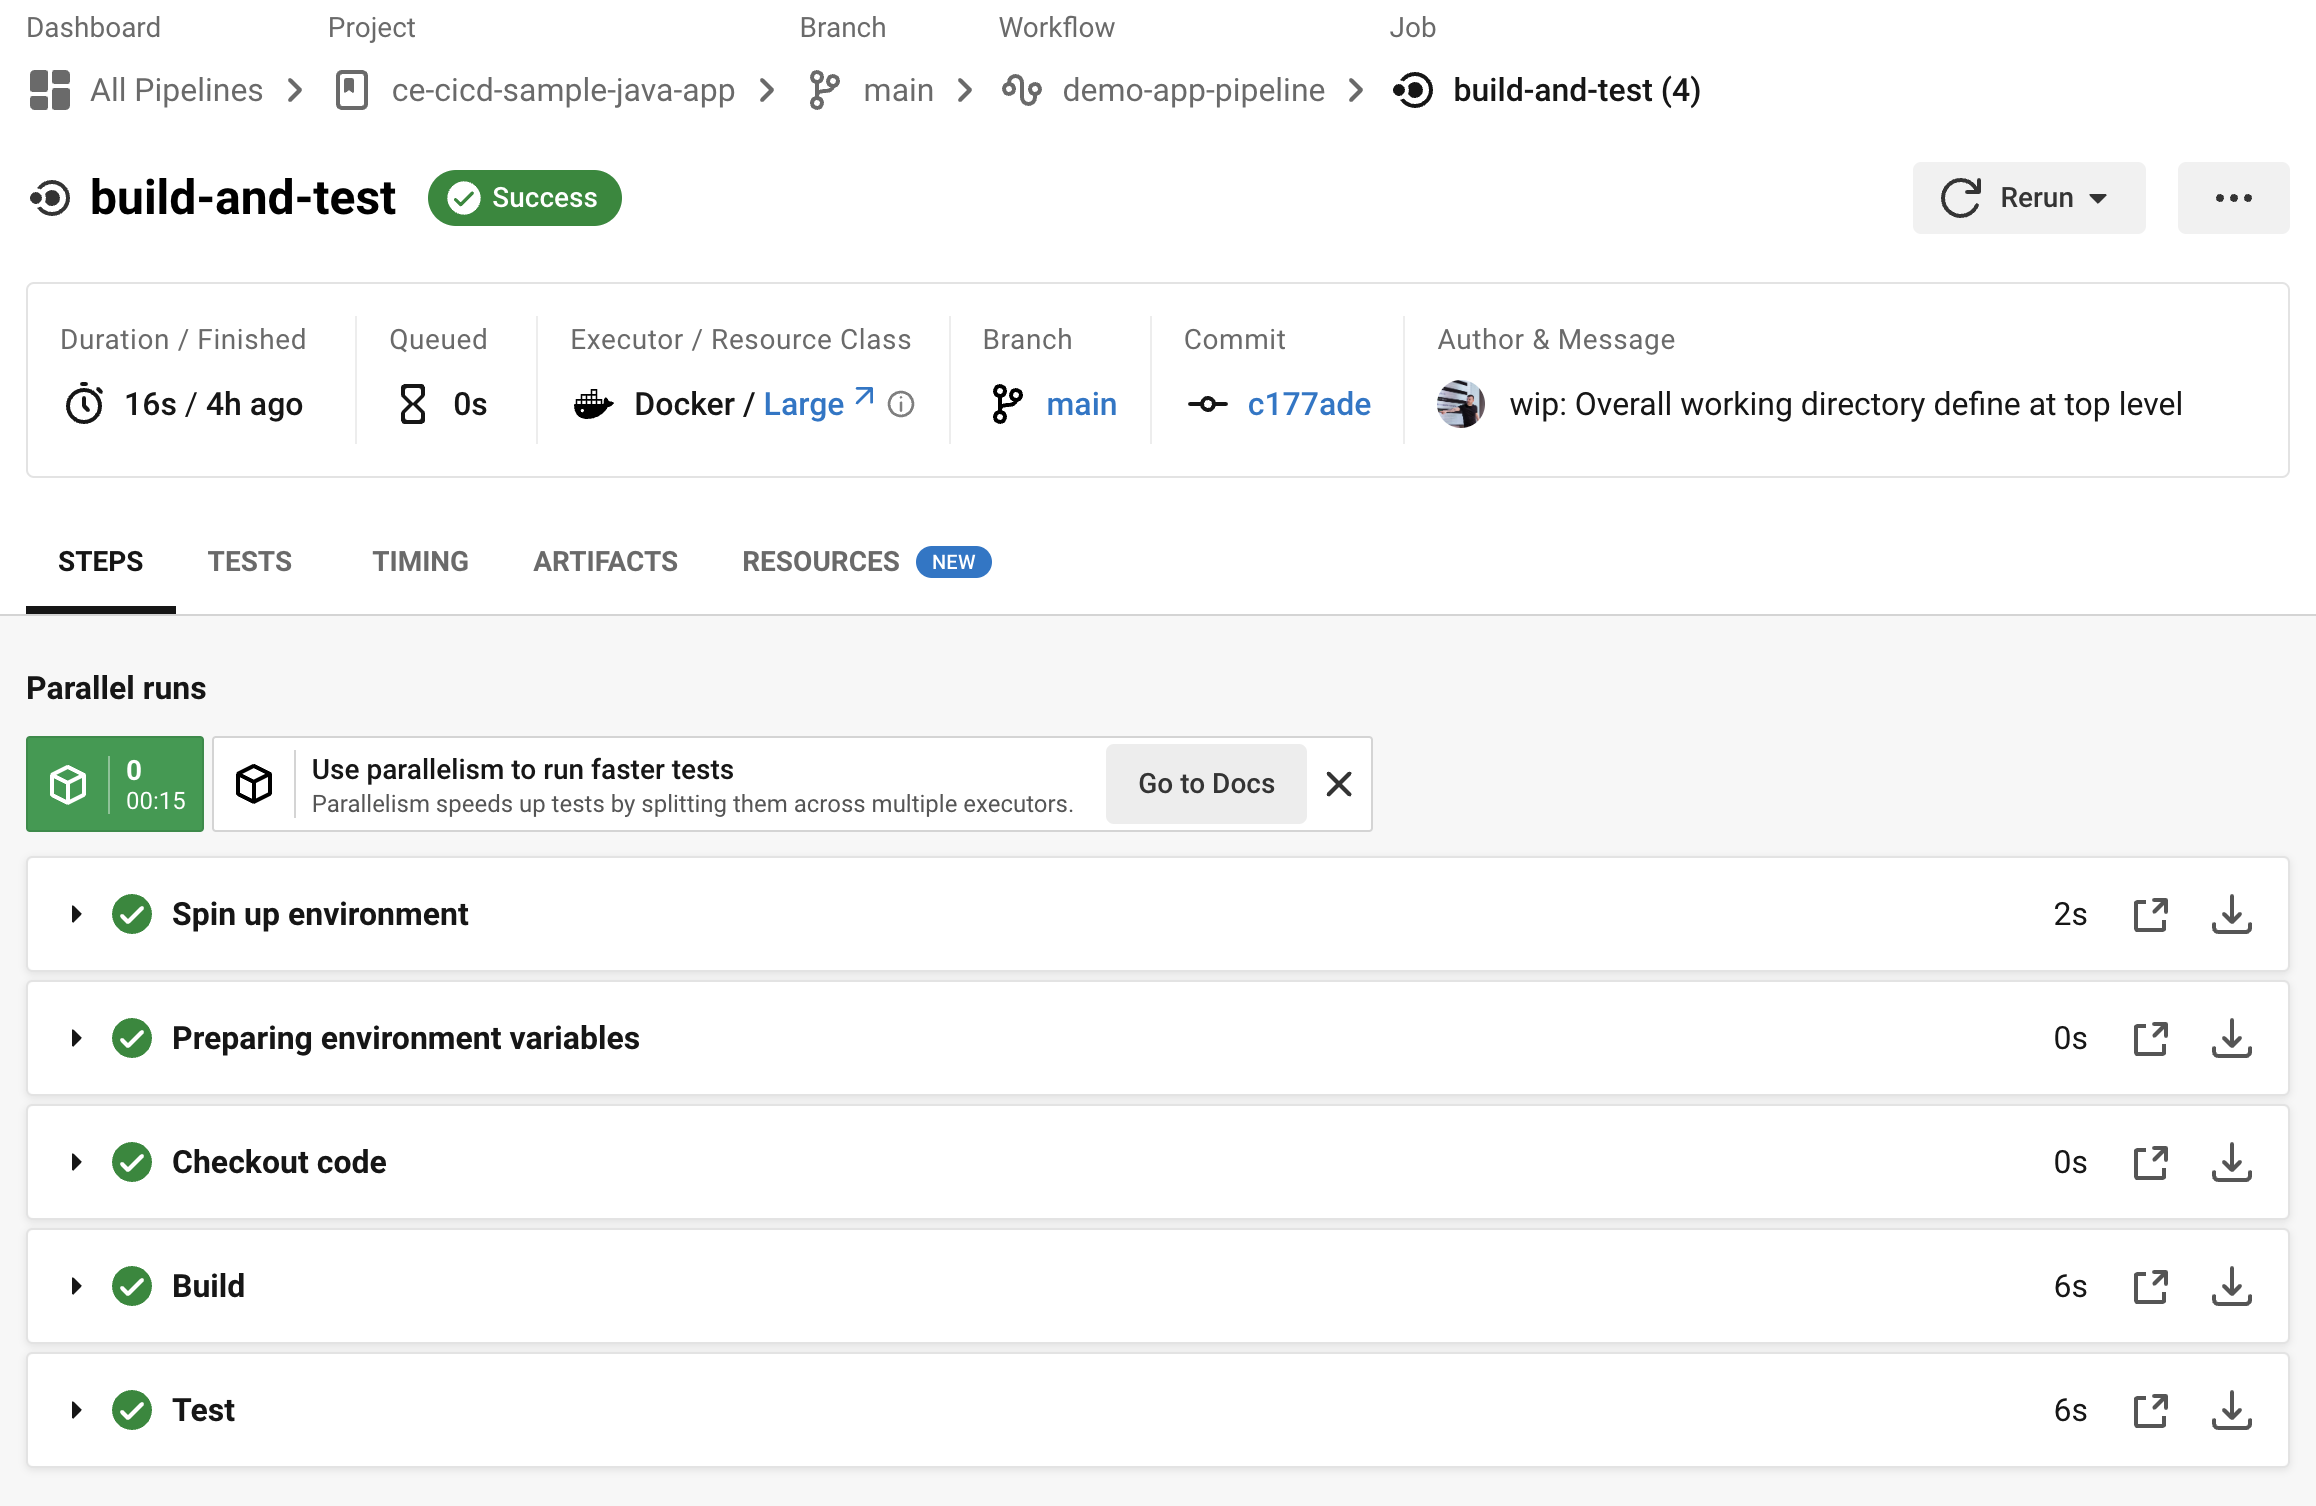 Dashboard Project Branch Workflow Job
All Pipelines ce-cicd-sample-java-app main demo-app-pipeline build-and-test (4)
build-and-test Success Rerun
Duration / Finished Queued Executor / Resource Class Branch Commit Author & Message
16s / 4h ago 0s Docker / Large main c177ade wip: Overall working directory define at top level
STEPS TESTS TIMING ARTIFACTS RESOURCES NEW
Parallel runs
0
00:15
Use parallelism to run faster tests
Parallelism speeds up tests by splitting them across multiple executors.
Go to Docs
Spin up environment 2s
Preparing environment variables 0s
Checkout code 0s
Build 6s
Test 6s